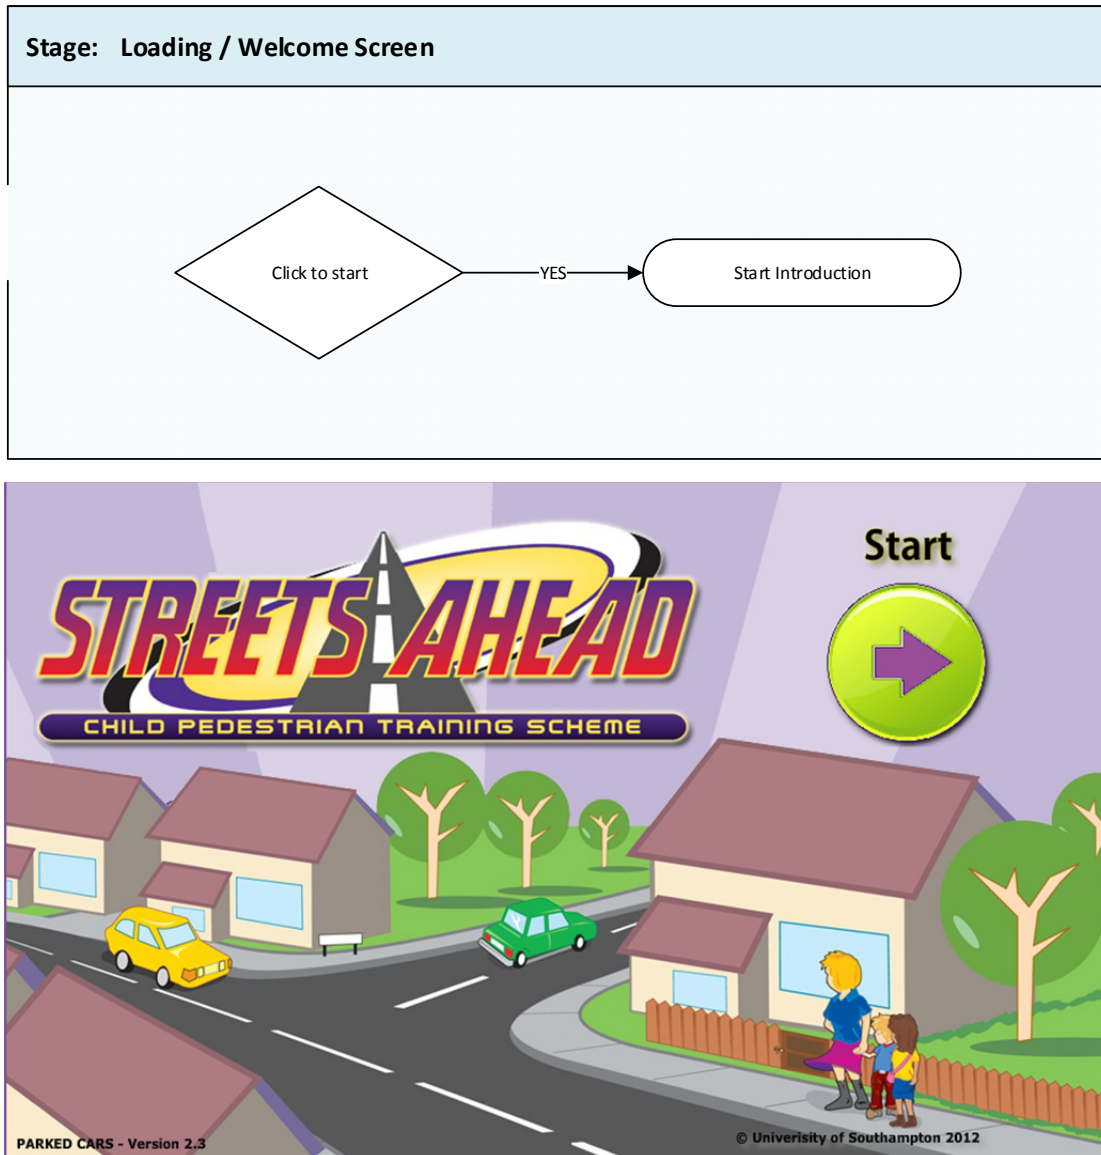 Stage: Loading / Welcome Screen
Click to start
YES
Start Introduction
STREETS AHEAD
CHILD PEDESTRIAN TRAINING SCHEME
Start
PARKED CARS - Version 2.3
© Univerisity of Southampton 2012